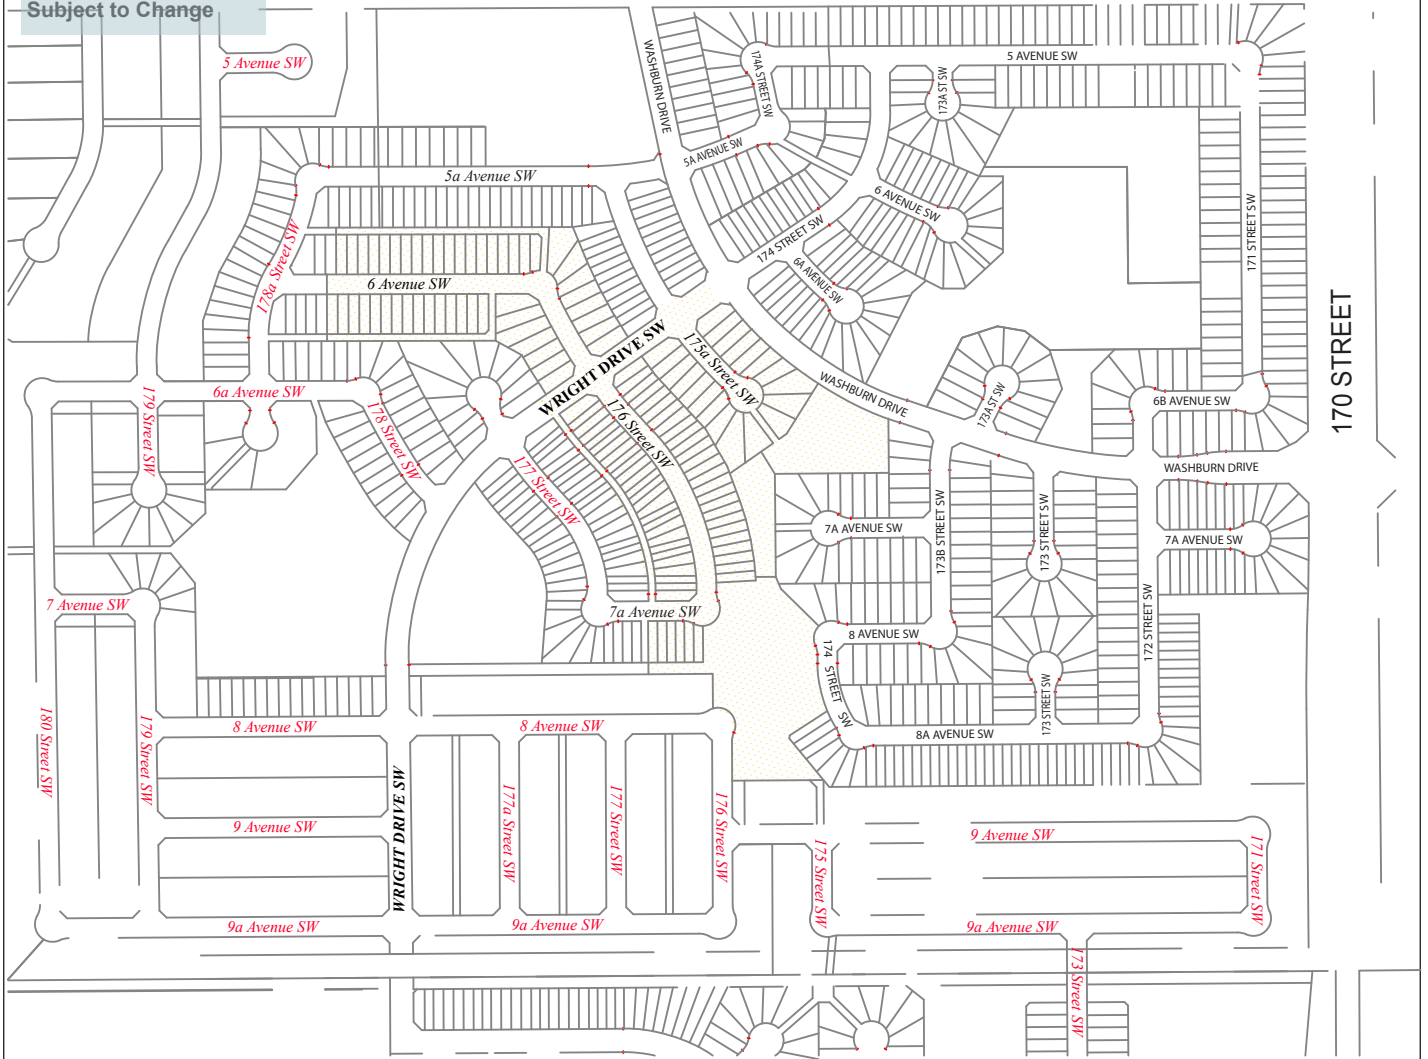 Subject to Change
5 Avenue SW
WASHBURN DRIVE
174A STREET SW
5 AVENUE SW
173A ST SW
5A AVENUE SW
5a Avenue SW
6 AVENUE SW
171 STREET SW
178a Street SW
174 STREET SW
6A AVENUE SW
6 Avenue SW
170 STREET
WRIGHT DRIVE SW
175a Street SW
WASHBURN DRIVE
173A ST SW
6B AVENUE SW
6a Avenue SW
179 Street SW
178 Street SW
176 Street SW
177 Street SW
WASHBURN DRIVE
7A AVENUE SW
173B STREET SW
173 STREET SW
7A AVENUE SW
7 Avenue SW
7a Avenue SW
172 STREET SW
8 AVENUE SW
174 STREET SW
173 STREET SW
180 Street SW
179 Street SW
8 Avenue SW
8 Avenue SW
8A AVENUE SW
WRIGHT DRIVE SW
177a Street SW
177 Street SW
176 Street SW
9 Avenue SW
175 Street SW
9 Avenue SW
171 Street SW
9a Avenue SW
9a Avenue SW
9a Avenue SW
173 Street SW